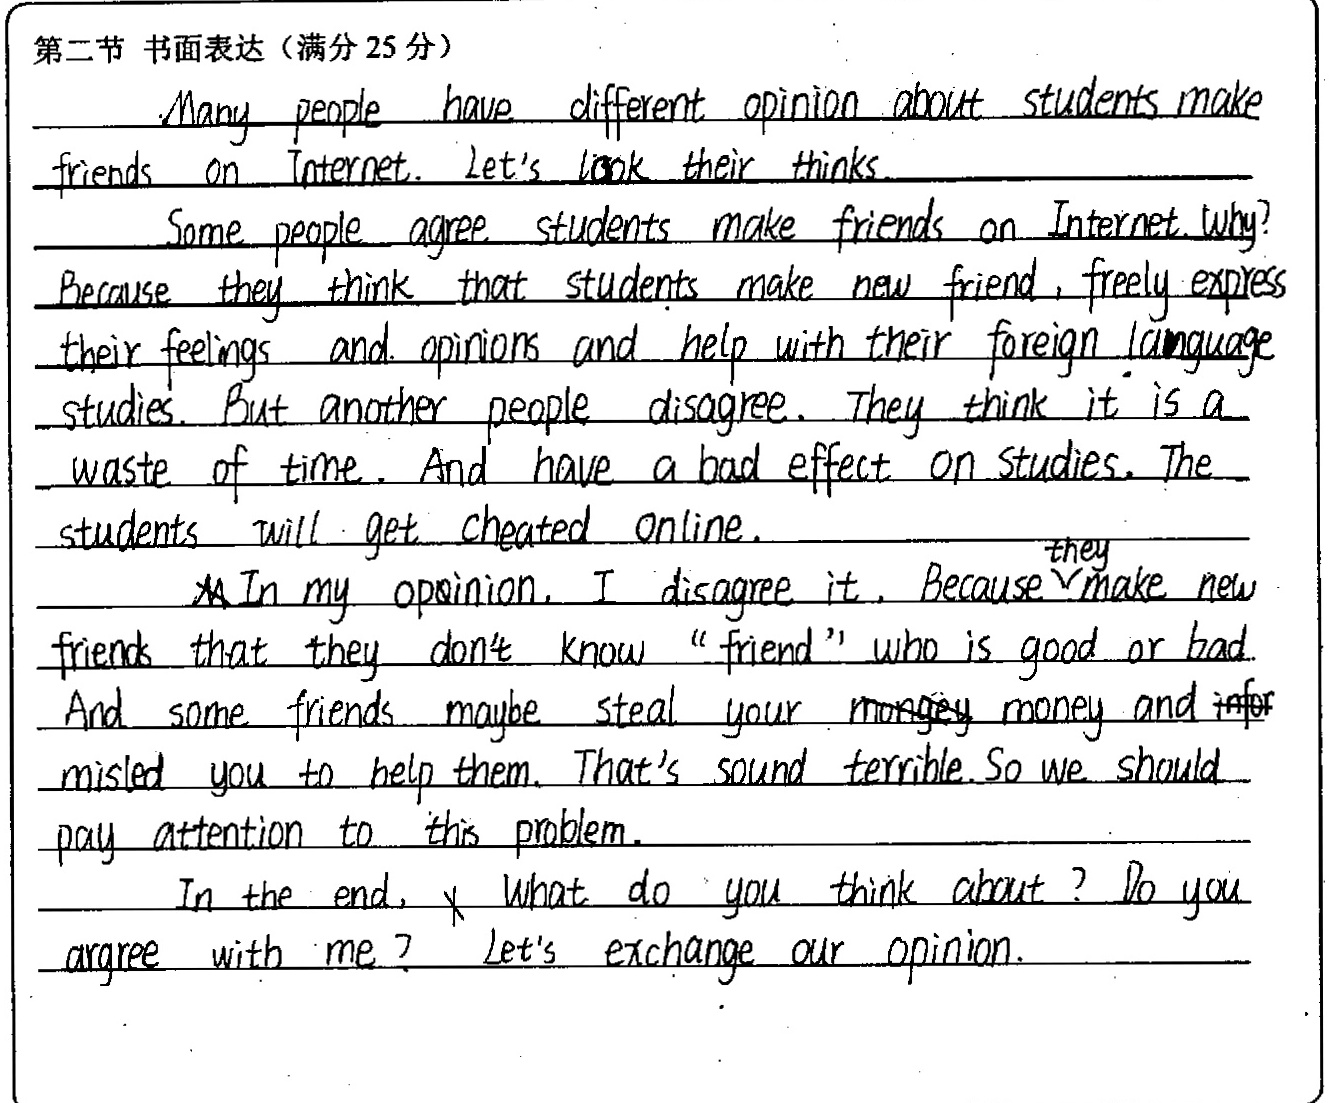 第二节 书面表达（满分 25 分）
Many people have different opinion about students make
friends on Internet. Let's look their thinks.
Some people agree students make friends on Internet. Why?
Because they think that students make new friend, freely express
their feelings and opinions and help with their foreign language
studies. But another people disagree. They think it is a
waste of time. And have a bad effect on studies. The
students will get cheated online.
In my opoinion, I disagree it. Because they make new
friends that they don't know "friend" who is good or bad.
And some friends maybe steal your money and
misled you to help them. That's sound terrible. So we should
pay attention to this problem.
In the end, What do you think about? Do you
argree with me? Let's exchange our opinion.